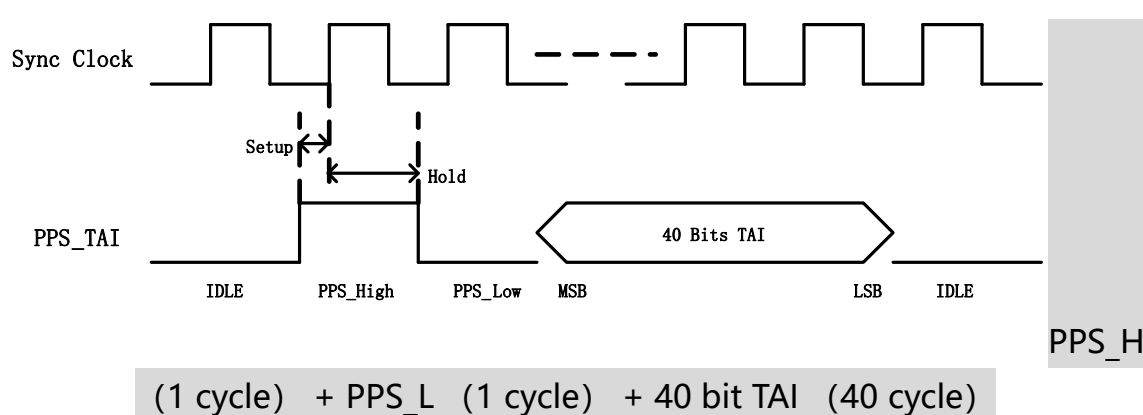 Sync Clock
Setup
Hold
PPS_TAI
40 Bits TAI
IDLE PPS_High PPS_Low MSB LSB IDLE
PPS_H
(1 cycle) + PPS_L (1 cycle) + 40 bit TAI (40 cycle)